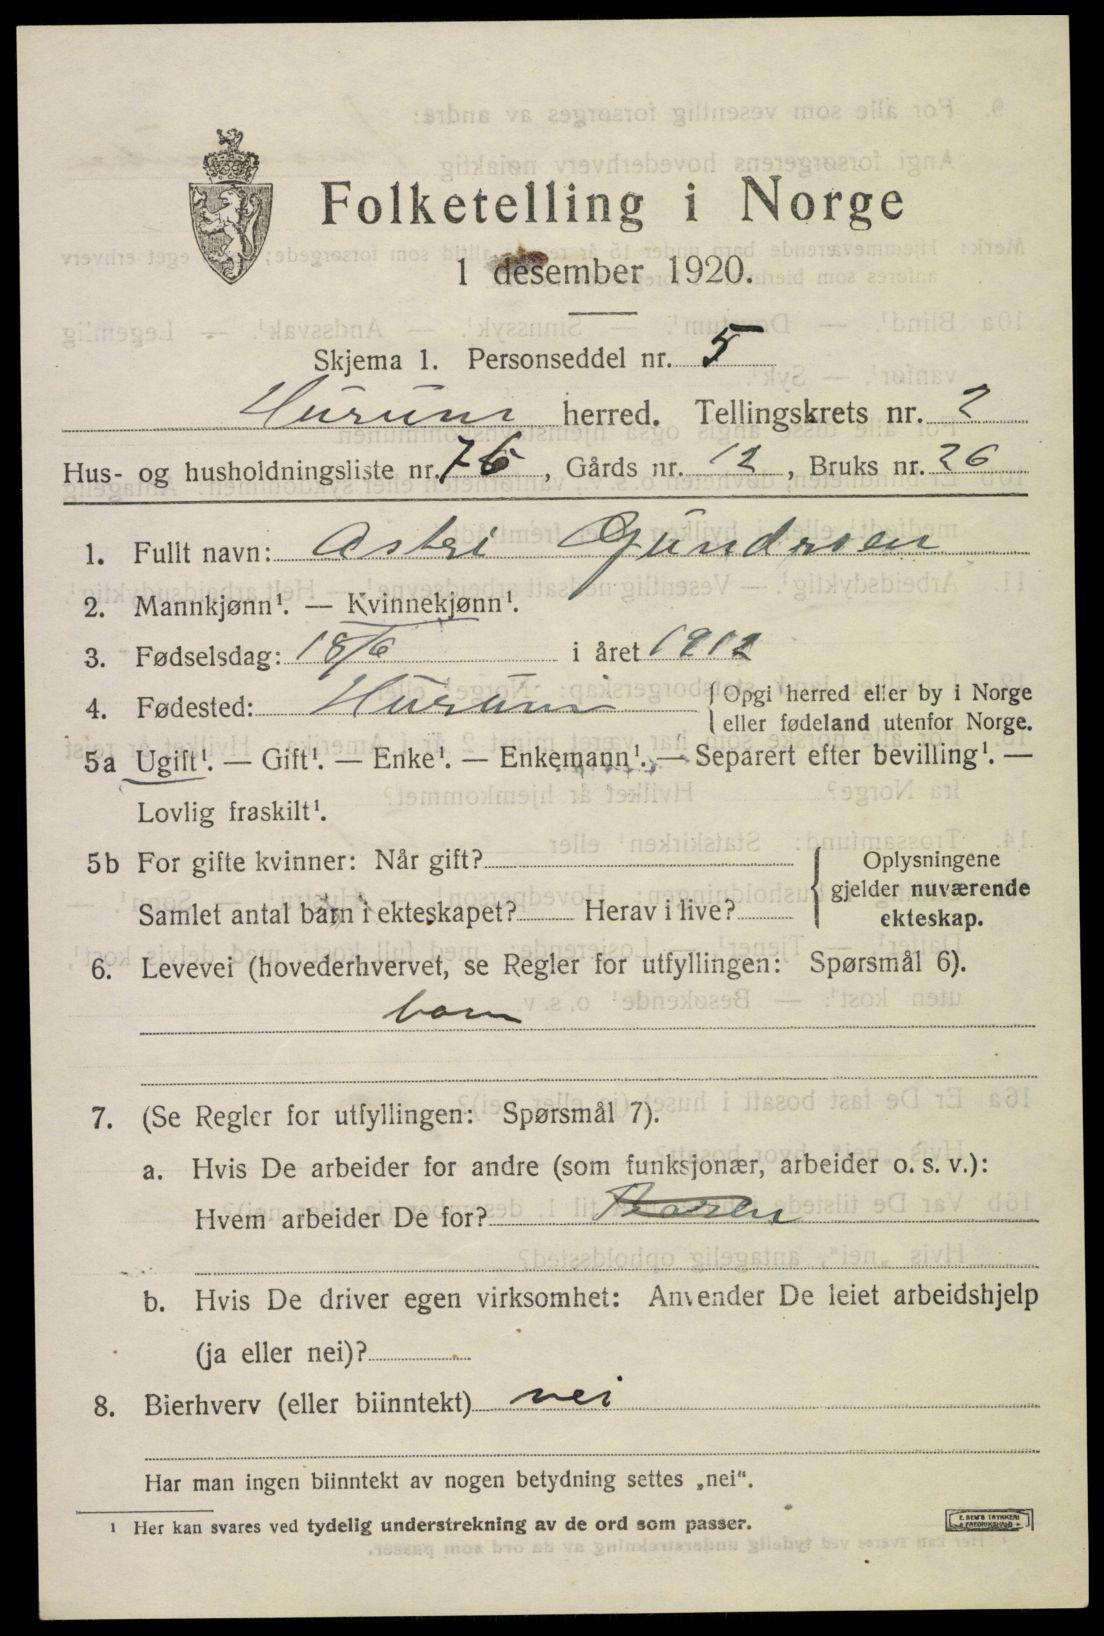 Folketelling i Norge
1 desember 1920.
Skjema 1. Personseddel nr. 5
Hurum herred. Tellingskrets nr. 2
Hus- og husholdningsliste nr. 76, Gårds nr. 12, Bruks nr. 26
1. Fullt navn: Astri Gundersen
2. Mannkjønn¹. — Kvinnekjønn¹.
3. Fødselsdag: 18/6 i året 1912
4. Fødested: Hurum { Opgi herred eller by i Norge
eller fødeland utenfor Norge.
5a Ugift¹. — Gift¹. — Enke¹. — Enkemann¹. — Separert efter bevilling¹. —
Lovlig fraskilt¹.
5b For gifte kvinner: Når gift?
Samlet antal barn i ekteskapet? Herav i live?
{ Oplysningene
gjelder nuværende
ekteskap.
6. Levevei (hovederhvervet, se Regler for utfyllingen: Spørsmål 6).
barn
7. (Se Regler for utfyllingen: Spørsmål 7).
a. Hvis De arbeider for andre (som funksjonær, arbeider o. s. v.):
Hvem arbeider De for?
b. Hvis De driver egen virksomhet: Anvender De leiet arbeidshjelp
(ja eller nei)?
8. Bierhverv (eller biinntekt) nei
Har man ingen biinntekt av nogen betydning settes „nei“.
¹ Her kan svares ved tydelig understrekning av de ord som passer.